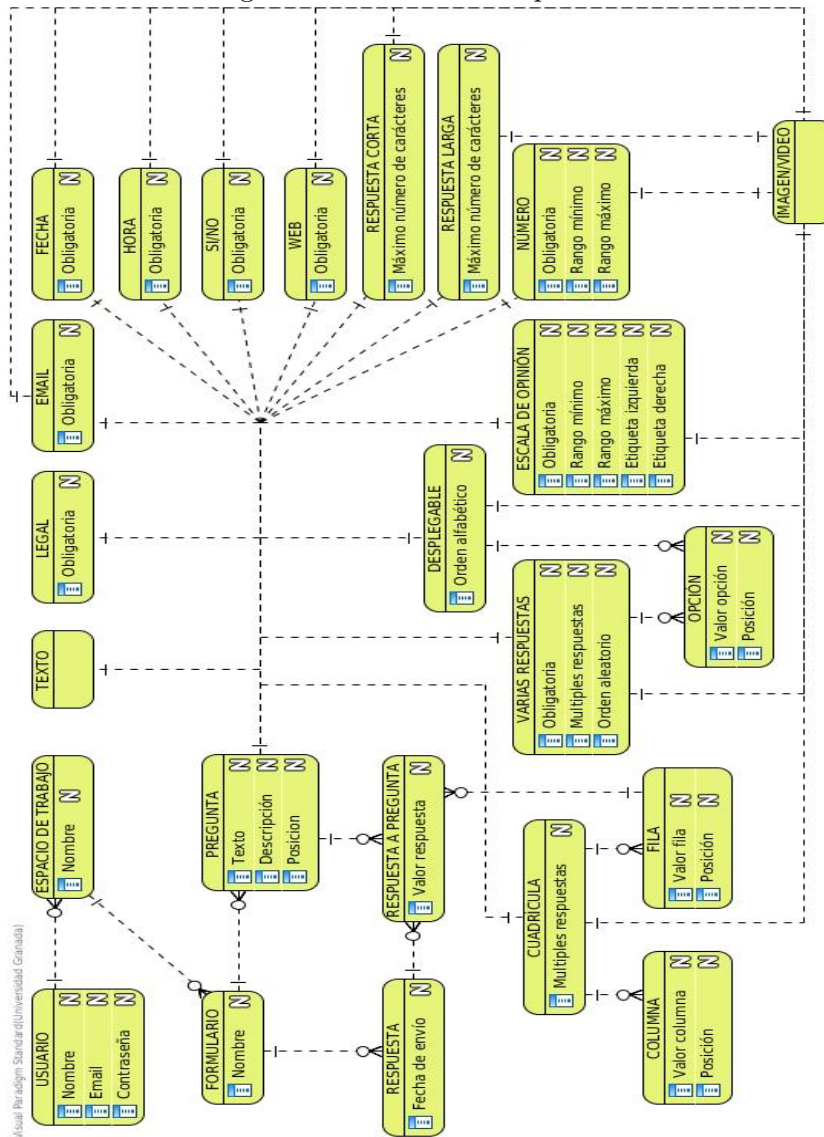 Visual Paradigm Standard(Universidad Granada)
USUARIO
Nombre
Email
Contraseña
ESPACIO DE TRABAJO
Nombre
TEXTO
LEGAL
Obligatoria
EMAIL
Obligatoria
FECHA
Obligatoria
HORA
Obligatoria
SI/NO
Obligatoria
WEB
Obligatoria
RESPUESTA CORTA
Máximo número de carácteres
RESPUESTA LARGA
Máximo número de carácteres
NÚMERO
Obligatoria
Rango mínimo
Rango máximo
FORMULARIO
Nombre
PREGUNTA
Texto
Descripción
Posicion
RESPUESTA
Fecha de envío
RESPUESTA A PREGUNTA
Valor respuesta
DESPLEGABLE
Orden alfabético
ESCALA DE OPINIÓN
Obligatoria
Rango mínimo
Rango máximo
Etiqueta izquierda
Etiqueta derecha
VARIAS RESPUESTAS
Obligatoria
Multiples respuestas
Orden aleatorio
CUADRÍCULA
Multiples respuestas
COLUMNA
Valor columna
Posición
FILA
Valor fila
Posición
OPCIÓN
Valor opción
Posición
IMAGEN/VIDEO